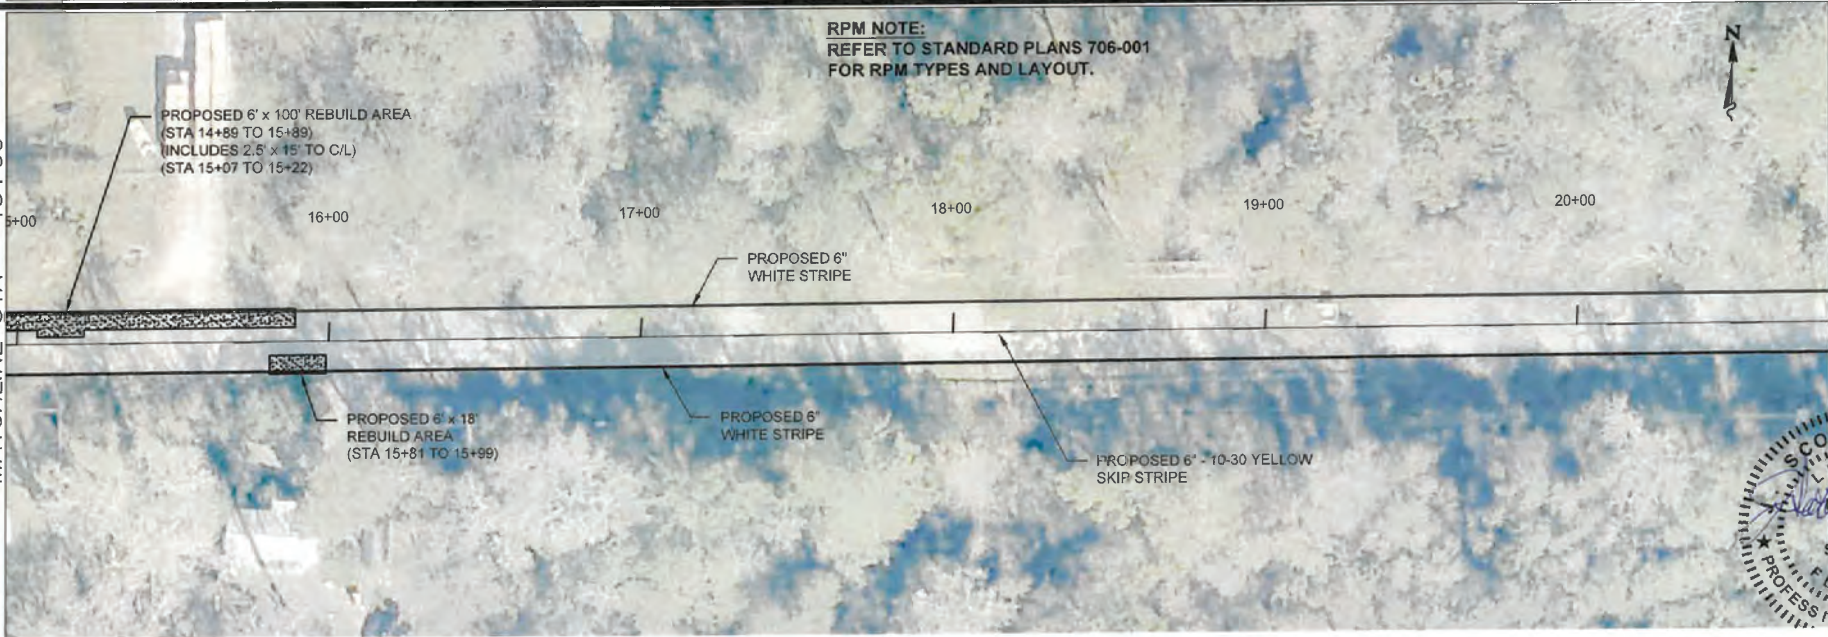 RPM NOTE:
REFER TO STANDARD PLANS 706-001
FOR RPM TYPES AND LAYOUT.
N
PROPOSED 6' x 100' REBUILD AREA
(STA 14+89 TO 15+89)
(INCLUDES 2.5' x 15' TO C/L)
(STA 15+07 TO 15+22)
5+00
16+00
17+00
18+00
19+00
20+00
PROPOSED 6"
WHITE STRIPE
PROPOSED 6' x 18'
REBUILD AREA
(STA 15+81 TO 15+99)
PROPOSED 6"
WHITE STRIPE
PROPOSED 6" - 10-30 YELLOW
SKIP STRIPE